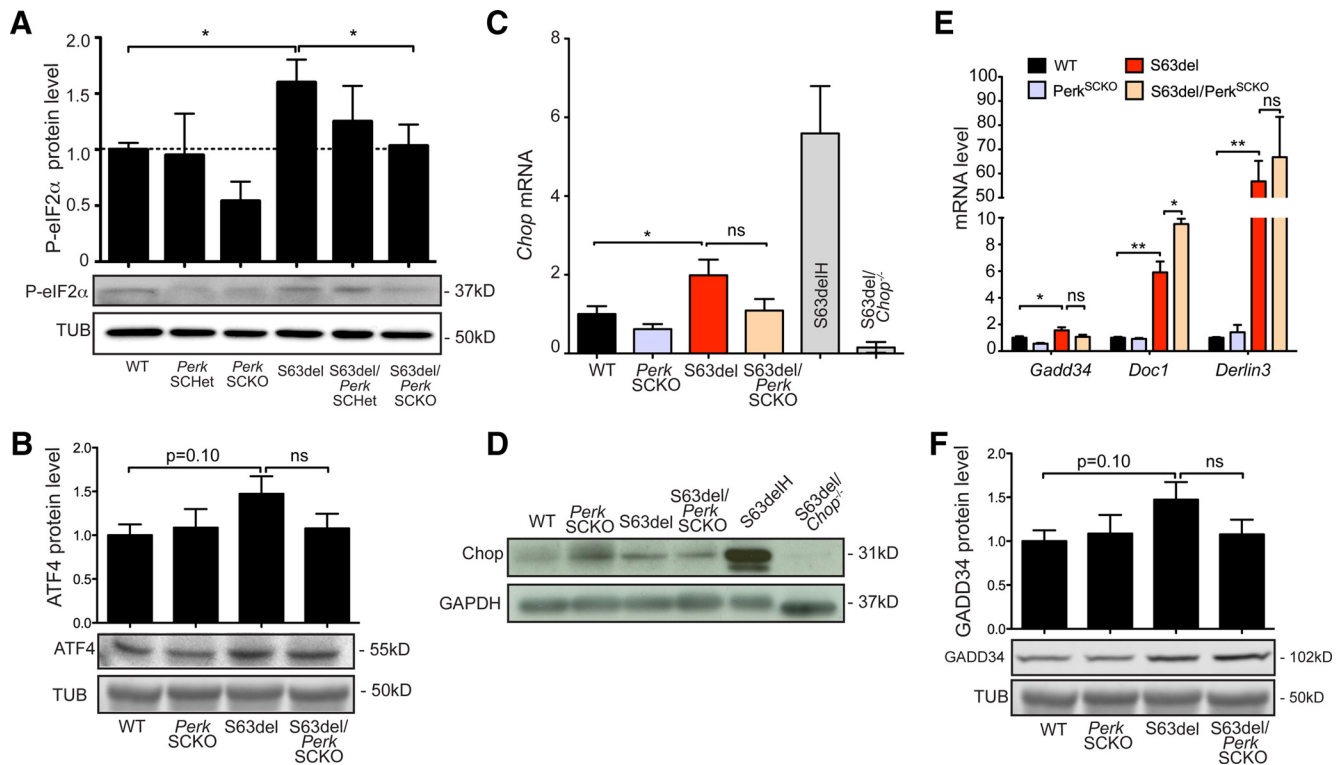 A
P-eIF2α protein level
2.0
1.5
1.0
0.5
0
*
*
P-eIF2α
- 37kD
TUB
- 50kD
WT
Perk SCHet
Perk SCKO
S63del
S63del/ Perk SCHet
S63del/ Perk SCKO
B
ATF4 protein level
2.0
1.5
1.0
0.5
0.0
p=0.10
ns
ATF4
- 55kD
TUB
- 50kD
WT
Perk SCKO
S63del
S63del/ Perk SCKO
C
Chop mRNA
8
6
4
2
0
*
ns
S63delH
S63del/ Chop-/-
WT
Perk SCKO
S63del
S63del/ Perk SCKO
D
WT
Perk SCKO
S63del
S63del/ Perk SCKO
S63delH
S63del/ Chop-/-
Chop
- 31kD
GAPDH
- 37kD
E
WT
S63del
PerkSCKO
S63del/PerkSCKO
mRNA level
100
90
80
70
60
50
10
8
6
4
2
0
*
ns
**
*
**
ns
Gadd34
Doc1
Derlin3
F
GADD34 protein level
2.0
1.5
1.0
0.5
0.0
p=0.10
ns
GADD34
- 102kD
TUB
- 50kD
WT
Perk SCKO
S63del
S63del/ Perk SCKO